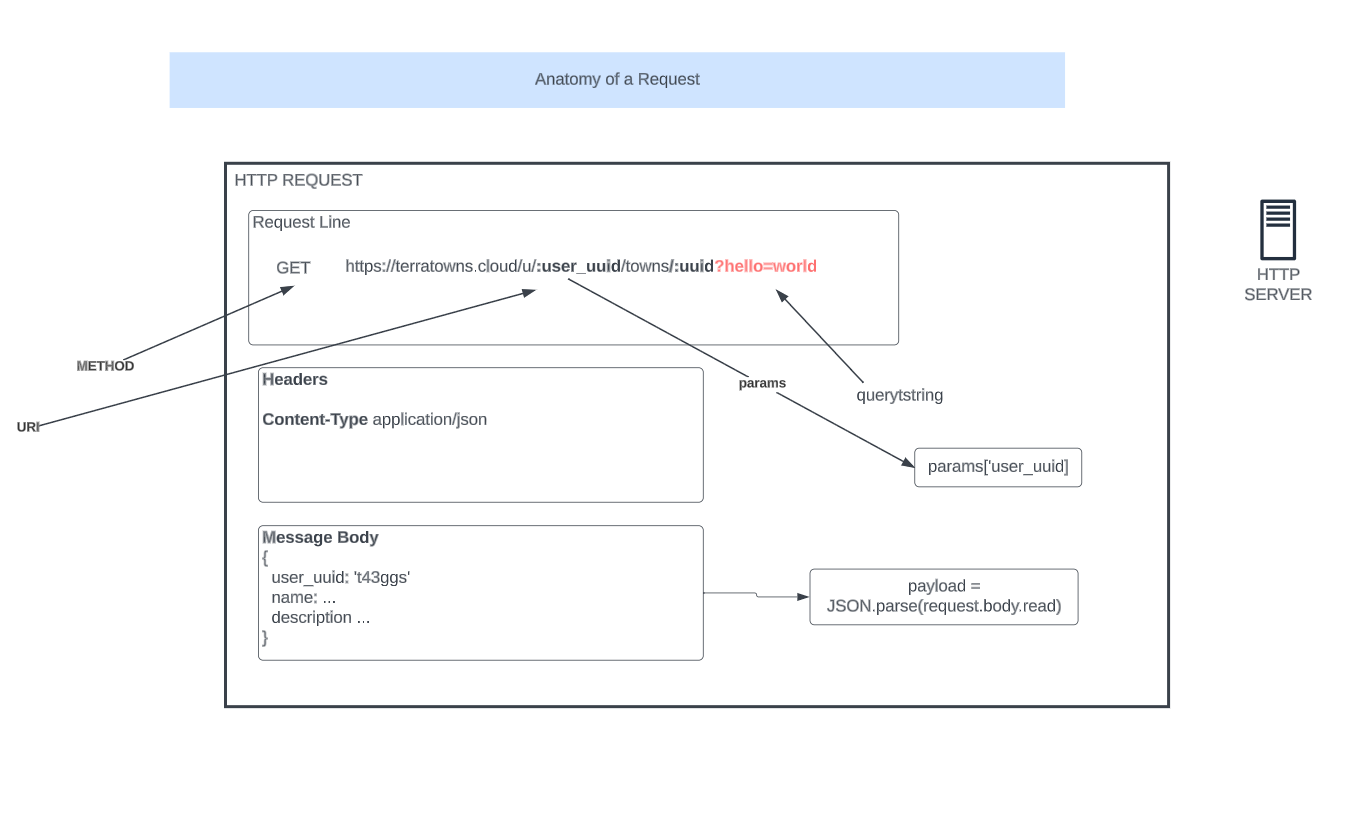 Anatomy of a Request
HTTP REQUEST
Request Line
GET https://terratowns.cloud/u/:user_uuid/towns/:uuid?hello=world
HTTP
SERVER
METHOD
URI
Headers
Content-Type application/json
params
querytstring
params['user_uuid]
Message Body
{
user_uuid: 't43ggs'
name: ...
description ...
}
payload =
JSON.parse(request.body.read)